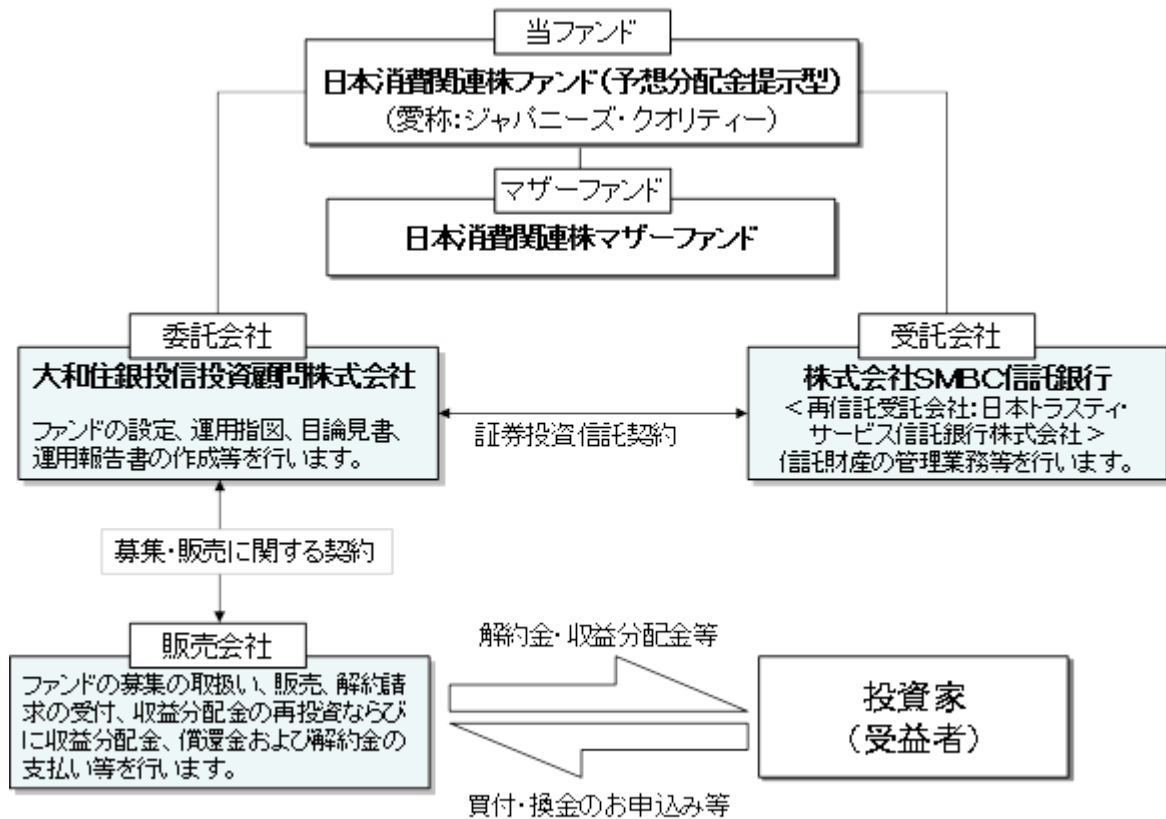 当ファンド
日本消費関連株ファンド(予想分配金提示型)
(愛称:ジャパニーズ・クオリティー)
マザーファンド
日本消費関連株マザーファンド
委託会社
大和住銀投信投資顧問株式会社
ファンドの設定、運用指図、目論見書、
運用報告書の作成等を行います。
証券投資信託契約
受託会社
株式会社SMBC信託銀行
<再信託受託会社:日本トラスティ・
サービス信託銀行株式会社>
信託財産の管理業務等を行います。
募集・販売に関する契約
販売会社
ファンドの募集の取扱い、販売、解約請
求の受付、収益分配金の再投資ならび
に収益分配金、償還金および解約金の
支払い等を行います。
解約金・収益分配金等
買付・換金のお申込み等
投資家
(受益者)